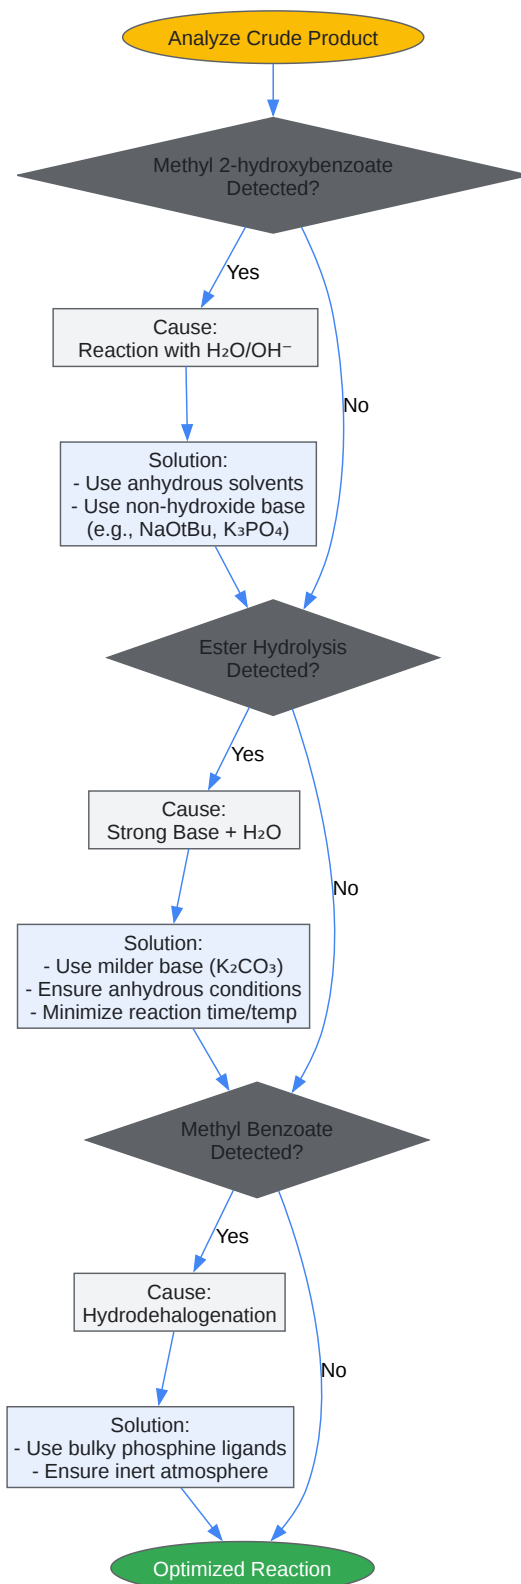 Analyze Crude Product
Methyl 2-hydroxybenzoate
Detected?
Yes
Cause:
Reaction with H₂O/OH⁻
No
Solution:
- Use anhydrous solvents
- Use non-hydroxide base
(e.g., NaOtBu, K₃PO₄)
Ester Hydrolysis
Detected?
Yes
Cause:
Strong Base + H₂O
No
Solution:
- Use milder base (K₂CO₃)
- Ensure anhydrous conditions
- Minimize reaction time/temp
Methyl Benzoate
Detected?
Yes
Cause:
Hydrodehalogenation
No
Solution:
- Use bulky phosphine ligands
- Ensure inert atmosphere
Optimized Reaction